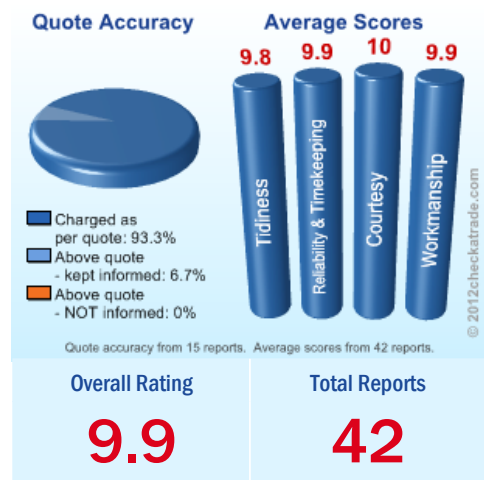 Quote Accuracy
Average Scores
9.8
9.9
10
9.9
Tidiness
Reliability & Timekeeping
Courtesy
Workmanship
Charged as
per quote: 93.3%
Above quote
- kept informed: 6.7%
Above quote
- NOT informed: 0%
© 2012checkatrade.com
Quote accuracy from 15 reports. Average scores from 42 reports.
Overall Rating
9.9
Total Reports
42